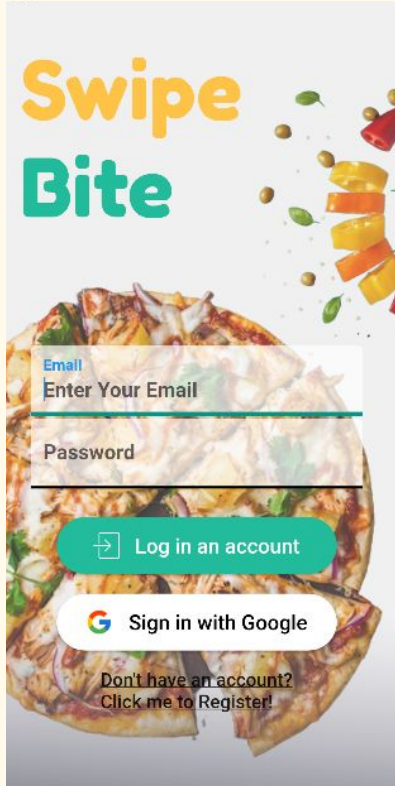 Swipe
Bite
Email
Enter Your Email
Password
Log in an account
Sign in with Google
Don't have an account?
Click me to Register!